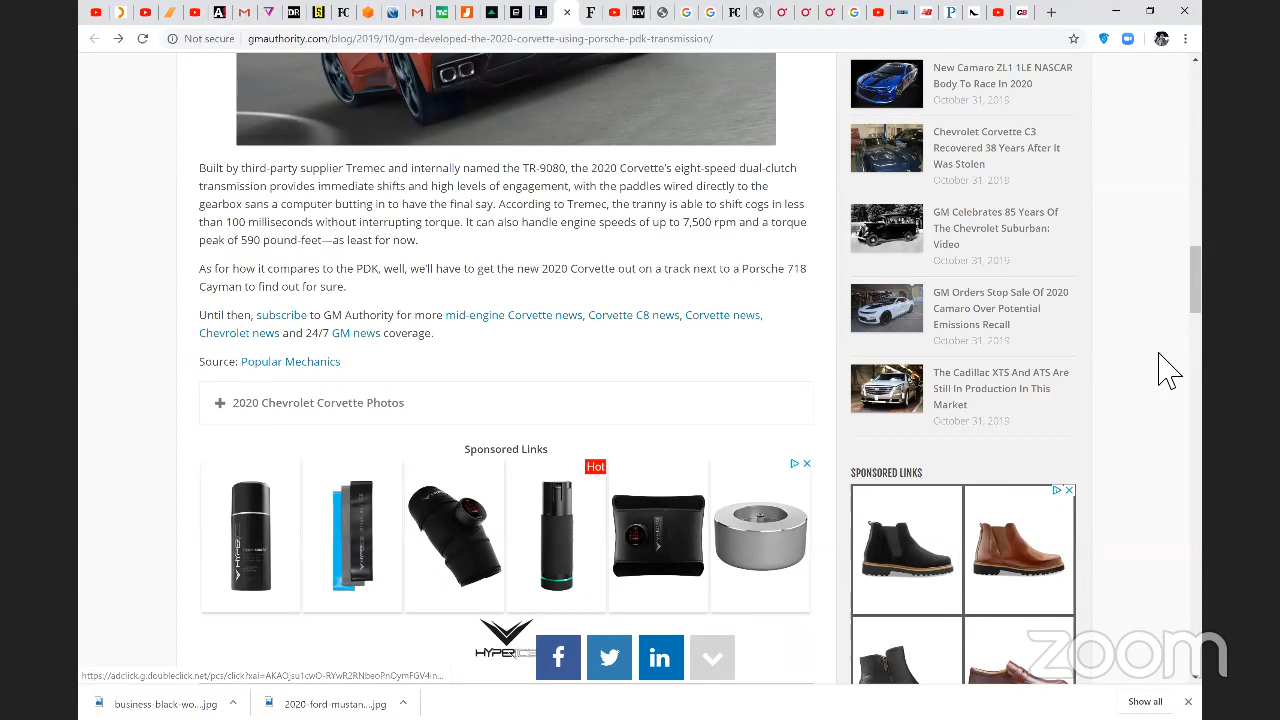 Not secure
gmauthority.com/blog/2019/10/gm-developed-the-2020-corvette-using-porsche-pdk-transmission/
Built by third-party supplier Tremec and internally named the TR-9080, the 2020 Corvette's eight-speed dual-clutch
transmission provides immediate shifts and high levels of engagement, with the paddles wired directly to the
gearbox sans a computer butting in to have the final say. According to Tremec, the tranny is able to shift cogs in less
than 100 milliseconds without interrupting torque. It can also handle engine speeds of up to 7,500 rpm and a torque
peak of 590 pound-feet—as least for now.
As for how it compares to the PDK, well, we'll have to get the new 2020 Corvette out on a track next to a Porsche 718
Cayman to find out for sure.
Until then, subscribe to GM Authority for more mid-engine Corvette news, Corvette C8 news, Corvette news,
Chevrolet news and 24/7 GM news coverage.
Source: Popular Mechanics
2020 Chevrolet Corvette Photos
Sponsored Links
Hot
HYPERICE
New Camaro ZL1 1LE NASCAR
Body To Race In 2020
October 31, 2019
Chevrolet Corvette C3
Recovered 38 Years After It
Was Stolen
October 31, 2019
GM Celebrates 85 Years Of
The Chevrolet Suburban:
Video
October 31, 2019
GM Orders Stop Sale Of 2020
Camaro Over Potential
Emissions Recall
October 31, 2019
The Cadillac XTS And ATS Are
Still In Production In This
Market
October 31, 2019
SPONSORED LINKS
zoom
business-black-wo....jpg
2020-ford-mustan....jpg
Show all